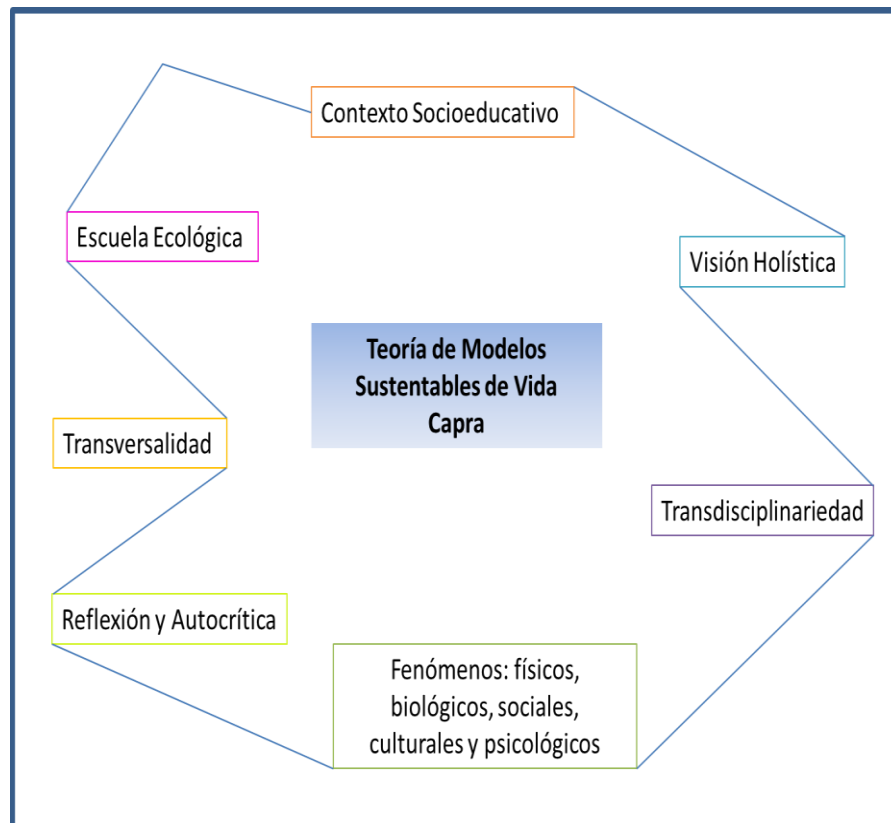 Contexto Socioeducativo
Escuela Ecológica
Visión Holística
Teoría de Modelos
Sustentables de Vida
Capra
Transversalidad
Transdisciplinariedad
Reflexión y Autocrítica
Fenómenos: físicos,
biológicos, sociales,
culturales y psicológicos